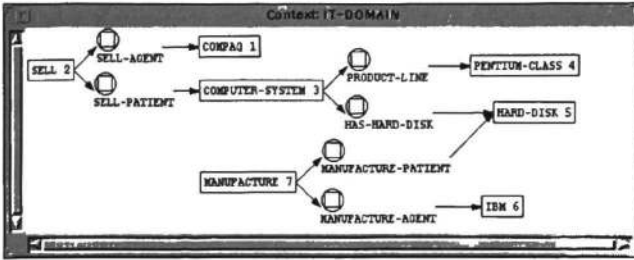 Context: IT-DOMAIN
SELL 2
SELL-AGENT
COMPAQ 1
SELL-PATIENT
COMPUTER-SYSTEM 3
PRODUCT-LINE
PENTIUM-CLASS 4
HAS-HARD-DISK
HARD-DISK 5
MANUFACTURE 7
MANUFACTURE-PATIENT
MANUFACTURE-AGENT
IBM 6